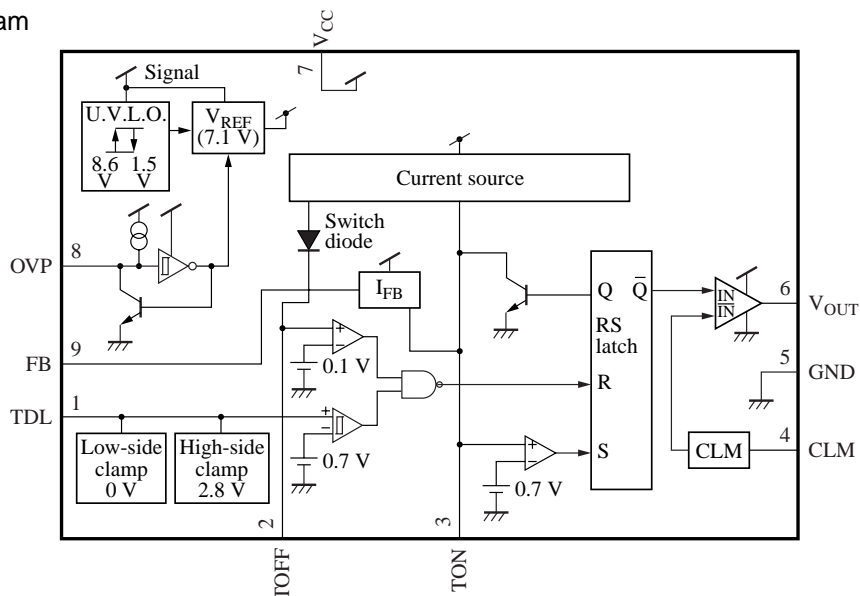 am
VCC
7
Signal
U.V.L.O.
8.6 V
1.5 V
VREF
(7.1 V)
Current source
Switch
diode
8
OVP
IFB
Q
Q̅
RS
latch
IN
I̅N̅
6
VOUT
9
FB
0.1 V
R
5
GND
1
TDL
Low-side
clamp
0 V
High-side
clamp
2.8 V
0.7 V
S
0.7 V
CLM
4
CLM
2
TOFF
3
TON